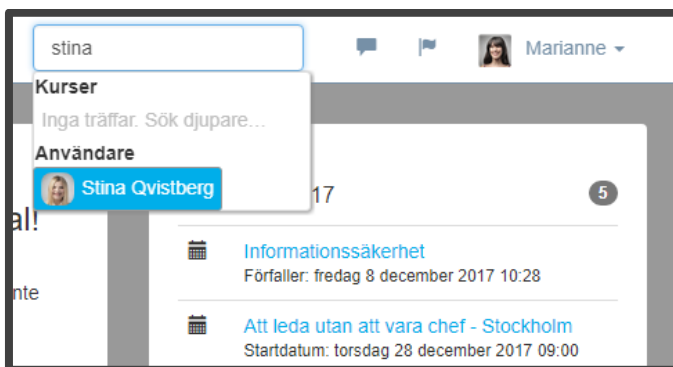 stina
Marianne
Kurser
Inga träffar. Sök djupare...
Användare
Stina Qvistberg
17
5
al!
Informationssäkerhet
Förfaller: fredag 8 december 2017 10:28
nte
Att leda utan att vara chef - Stockholm
Startdatum: torsdag 28 december 2017 09:00